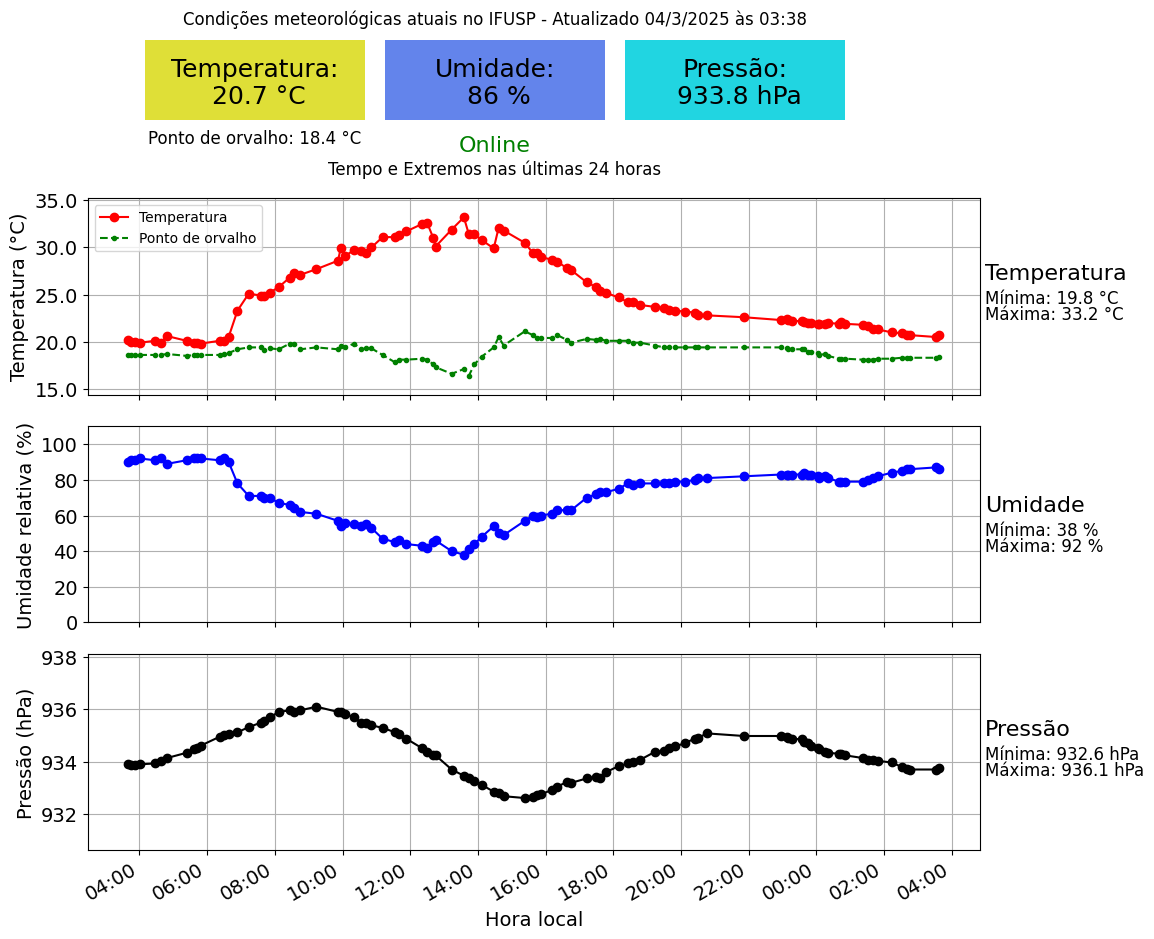 Condições meteorológicas atuais no IFUSP - Atualizado 04/3/2025 às 03:38
Temperatura:
20.7 °C
Umidade:
86 %
Pressão:
933.8 hPa
Ponto de orvalho: 18.4 °C
Online
Tempo e Extremos nas últimas 24 horas
Temperatura (°C)
35.0
30.0
25.0
20.0
15.0
Temperatura
Ponto de orvalho
Temperatura
Mínima: 19.8 °C
Máxima: 33.2 °C
Umidade relativa (%)
100
80
60
40
20
0
Umidade
Mínima: 38 %
Máxima: 92 %
Pressão (hPa)
938
936
934
932
Pressão
Mínima: 932.6 hPa
Máxima: 936.1 hPa
04:00 06:00 08:00 10:00 12:00 14:00 16:00 18:00 20:00 22:00 00:00 02:00 04:00
Hora local